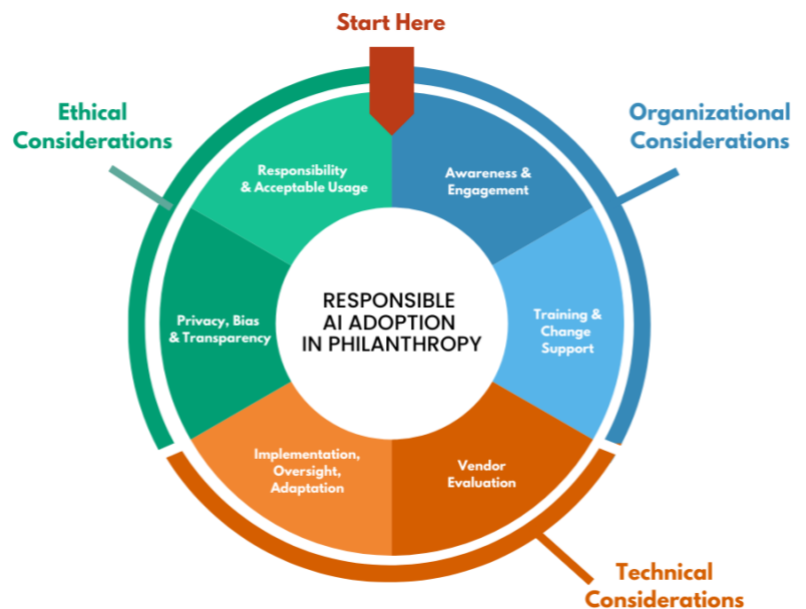 Start Here
Ethical
Considerations
Organizational
Considerations
Responsibility
& Acceptable Usage
Awareness &
Engagement
Privacy, Bias
& Transparency
RESPONSIBLE
AI ADOPTION
IN PHILANTHROPY
Training &
Change
Support
Implementation,
Oversight,
Adaptation
Vendor
Evaluation
Technical
Considerations